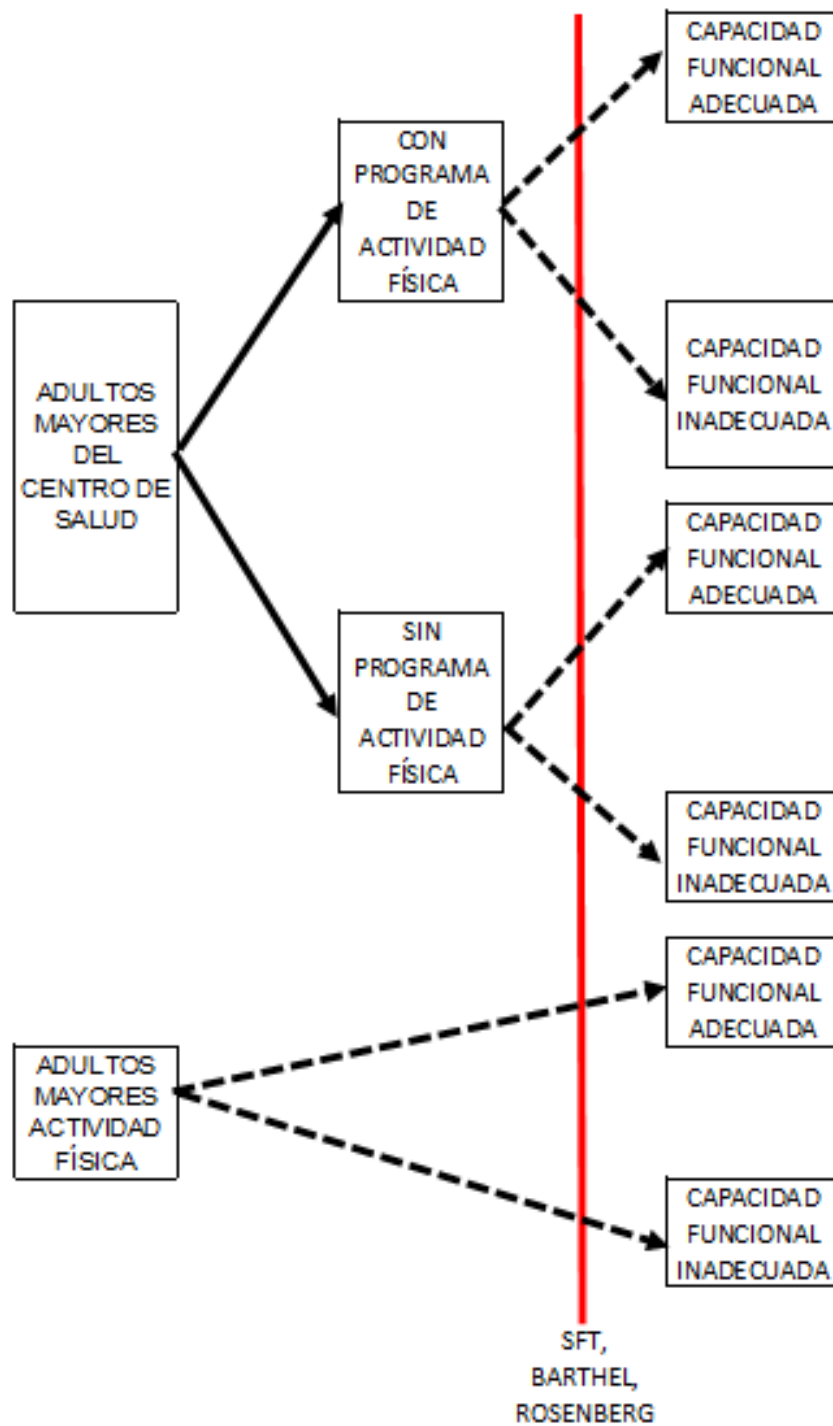 CAPACIDAD
FUNCIONAL
ADECUADA
CON
PROGRAMA
DE
ACTIVIDAD
FÍSICA
CAPACIDAD
FUNCIONAL
INADECUADA
ADULTOS
MAYORES
DEL
CENTRO DE
SALUD
CAPACIDAD
FUNCIONAL
ADECUADA
SIN
PROGRAMA
DE
ACTIVIDAD
FÍSICA
CAPACIDAD
FUNCIONAL
INADECUADA
CAPACIDAD
FUNCIONAL
ADECUADA
ADULTOS
MAYORES
ACTIVIDAD
FÍSICA
CAPACIDAD
FUNCIONAL
INADECUADA
SFT,
BARTHEL,
ROSENBERG